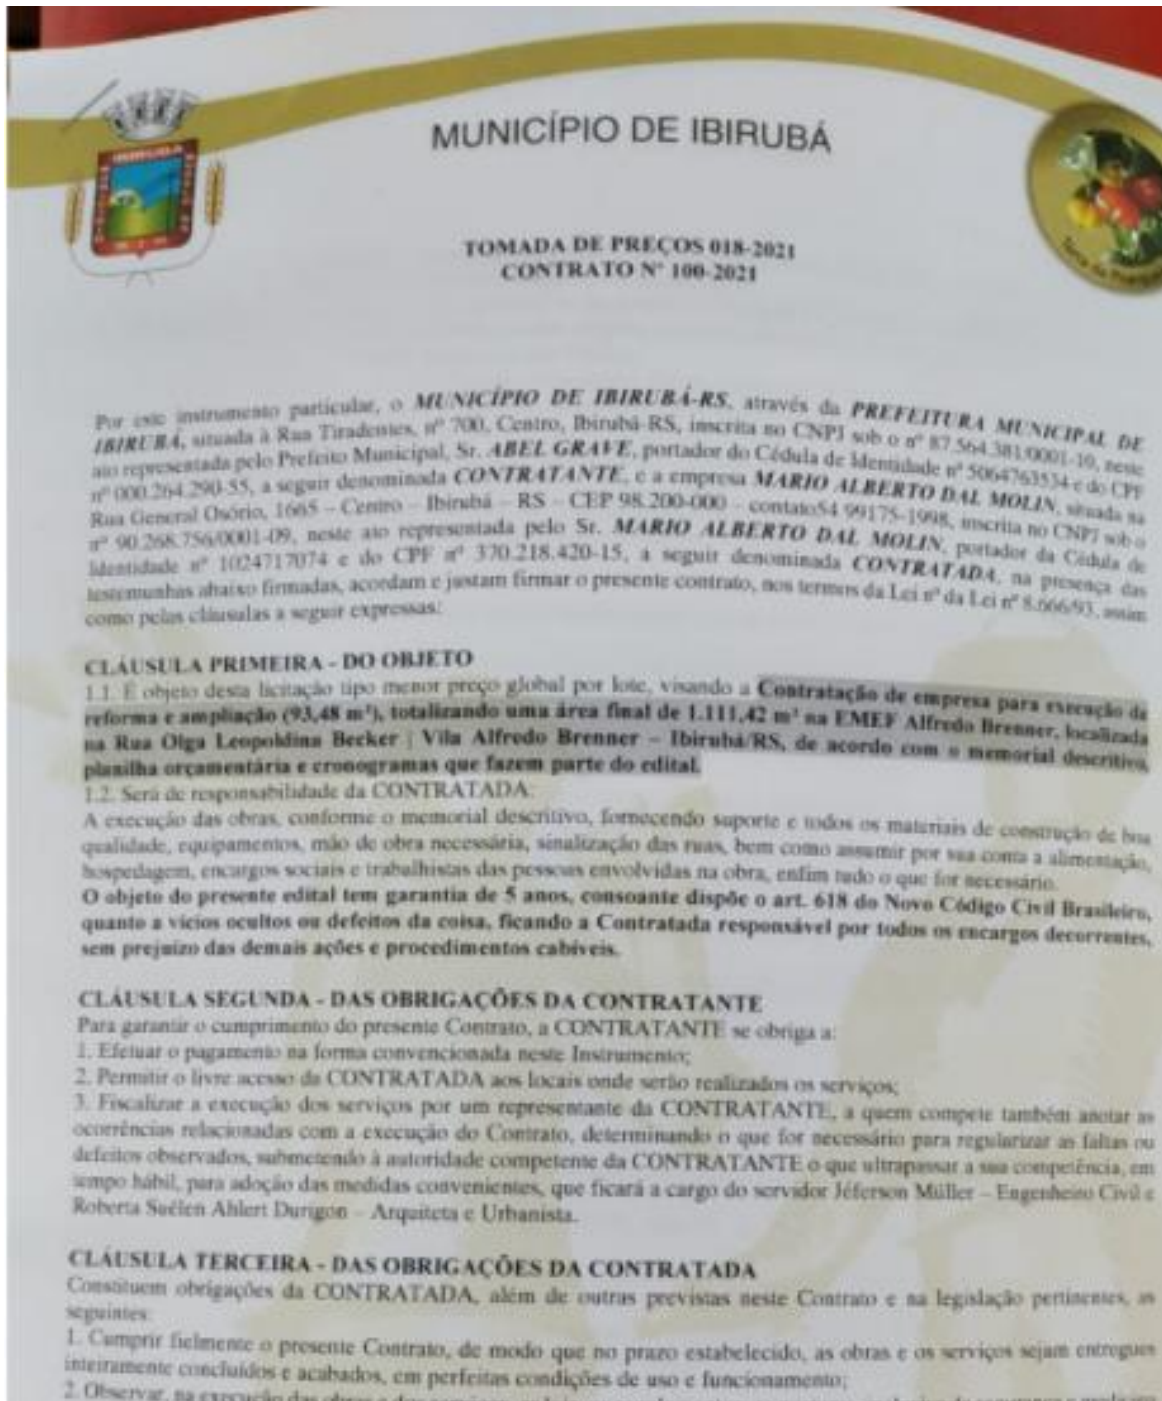 MUNICÍPIO DE IBIRUBÁ
IBIRUBÁ
TOMADA DE PREÇOS 018-2021
CONTRATO Nº 100-2021
Por este instrumento particular, o MUNICÍPIO DE IBIRUBÁ-RS, através da PREFEITURA MUNICIPAL DE
IBIRUBÁ, situada à Rua Tiradentes, nº 700, Centro, Ibirubá-RS, inscrita no CNPJ sob o nº 87.564.381/0001-10, neste
ato representada pelo Prefeito Municipal, Sr. ABEL GRAVE, portador do Cédula de Identidade nº 5064763534 e do CPF
nº 000.264.290-55, a seguir denominada CONTRATANTE, e a empresa MARIO ALBERTO DAL MOLIN, situada na
Rua General Osório, 1665 – Centro – Ibirubá – RS – CEP 98.200-000 – contato54 99175-1998, inscrita no CNPJ sob o
nº 90.268.756/0001-09, neste ato representada pelo Sr. MARIO ALBERTO DAL MOLIN, portador da Cédula de
Identidade nº 1024717074 e do CPF nº 370.218.420-15, a seguir denominada CONTRATADA, na presença das
testemunhas abaixo firmadas, acordam e justam firmar o presente contrato, nos termos da Lei nº da Lei nº 8.666/93, assim
como pelas cláusulas a seguir expressas:
CLÁUSULA PRIMEIRA - DO OBJETO
1.1. É objeto desta licitação tipo menor preço global por lote, visando a Contratação de empresa para execução da
reforma e ampliação (93,48 m²), totalizando uma área final de 1.111,42 m² na EMEF Alfredo Brenner, localizada
na Rua Olga Leopoldina Becker | Vila Alfredo Brenner – Ibirubá/RS, de acordo com o memorial descritivo,
planilha orçamentária e cronogramas que fazem parte do edital.
1.2. Será de responsabilidade da CONTRATADA:
A execução das obras, conforme o memorial descritivo, fornecendo suporte e todos os materiais de construção de boa
qualidade, equipamentos, mão de obra necessária, sinalização das ruas, bem como assumir por sua conta a alimentação,
hospedagem, encargos sociais e trabalhistas das pessoas envolvidas na obra, enfim tudo o que for necessário.
O objeto do presente edital tem garantia de 5 anos, consoante dispõe o art. 618 do Novo Código Civil Brasileiro,
quanto a vícios ocultos ou defeitos da coisa, ficando a Contratada responsável por todos os encargos decorrentes,
sem prejuízo das demais ações e procedimentos cabíveis.
CLÁUSULA SEGUNDA - DAS OBRIGAÇÕES DA CONTRATANTE
Para garantir o cumprimento do presente Contrato, a CONTRATANTE se obriga a:
1. Efetuar o pagamento na forma convencionada neste Instrumento;
2. Permitir o livre acesso da CONTRATADA aos locais onde serão realizados os serviços;
3. Fiscalizar a execução dos serviços por um representante da CONTRATANTE, a quem compete também anotar as
ocorrências relacionadas com a execução do Contrato, determinando o que for necessário para regularizar as faltas ou
defeitos observados, submetendo à autoridade competente da CONTRATANTE o que ultrapassar a sua competência, em
tempo hábil, para adoção das medidas convenientes, que ficará a cargo do servidor Jéferson Müller – Engenheiro Civil e
Roberta Suélen Ahlert Durigon – Arquiteta e Urbanista.
CLÁUSULA TERCEIRA - DAS OBRIGAÇÕES DA CONTRATADA
Constituem obrigações da CONTRATADA, além de outras previstas neste Contrato e na legislação pertinentes, as
seguintes:
1. Cumprir fielmente o presente Contrato, de modo que no prazo estabelecido, as obras e os serviços sejam entregues
inteiramente concluídos e acabados, em perfeitas condições de uso e funcionamento;
2. Observar, na execução das obras e